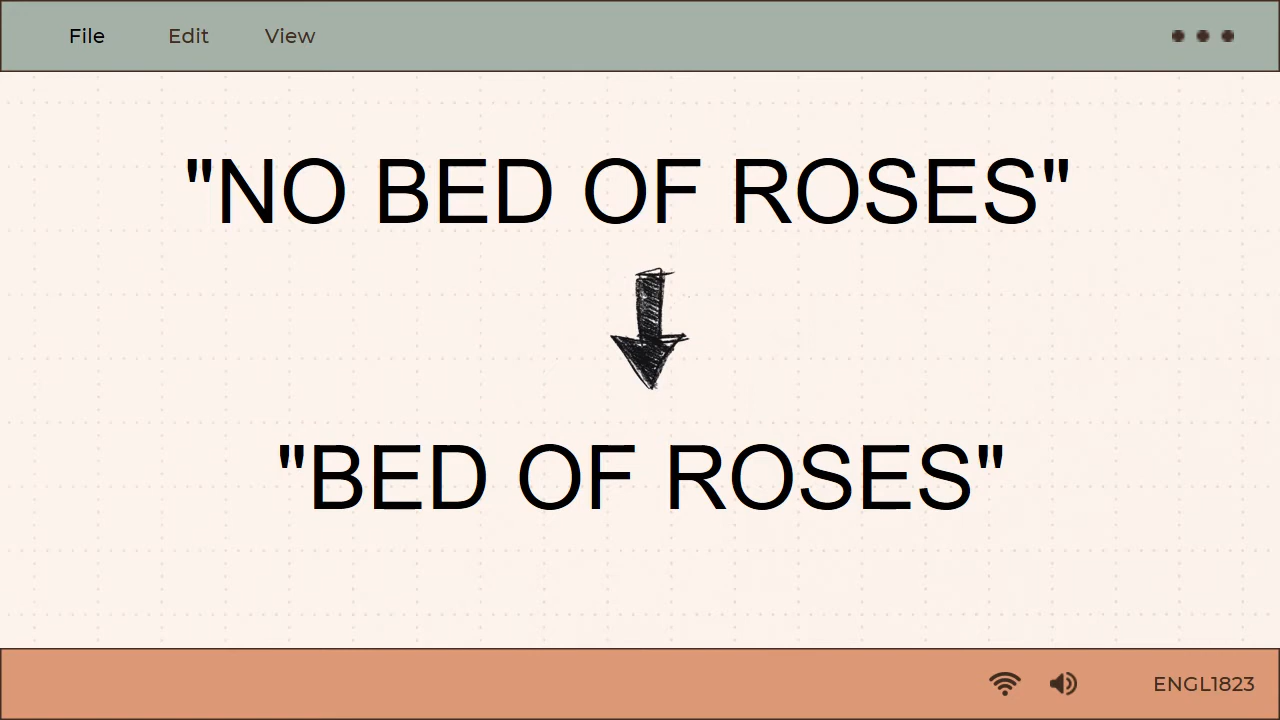 File Edit View
"NO BED OF ROSES"
"BED OF ROSES"
ENGL1823